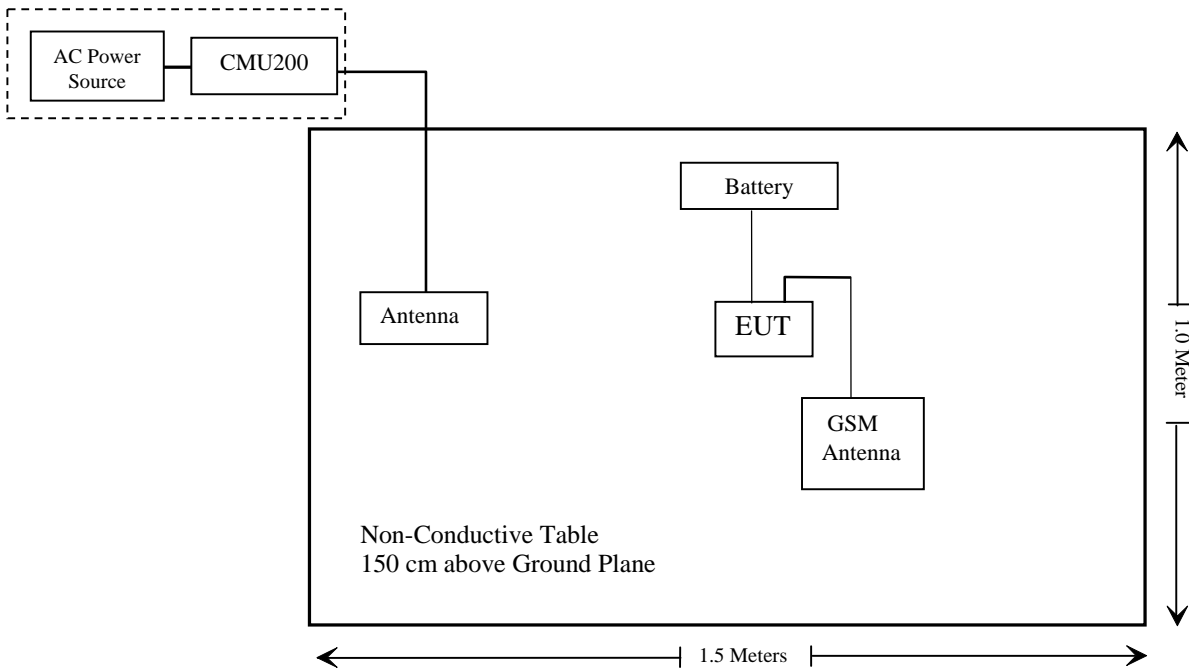 AC Power
Source
CMU200
Battery
Antenna
EUT
GSM
Antenna
1.0 Meter
Non-Conductive Table
150 cm above Ground Plane
1.5 Meters